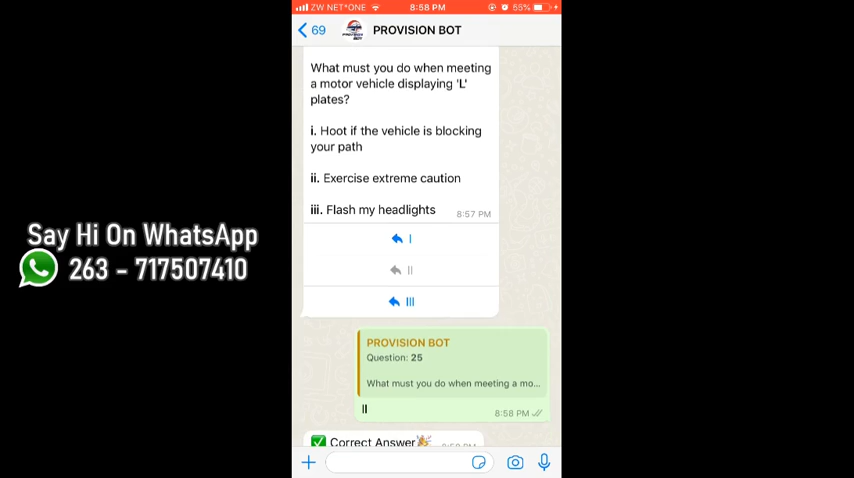 ZW NET*ONE 8:58 PM 55%
69 PROVISION BOT
What must you do when meeting
a motor vehicle displaying 'L'
plates?
i. Hoot if the vehicle is blocking
your path
ii. Exercise extreme caution
iii. Flash my headlights 8:57 PM
I
II
III
PROVISION BOT
Question: 25
What must you do when meeting a mo...
II
8:58 PM
Correct Answer
Say Hi On WhatsApp
263 - 717507410